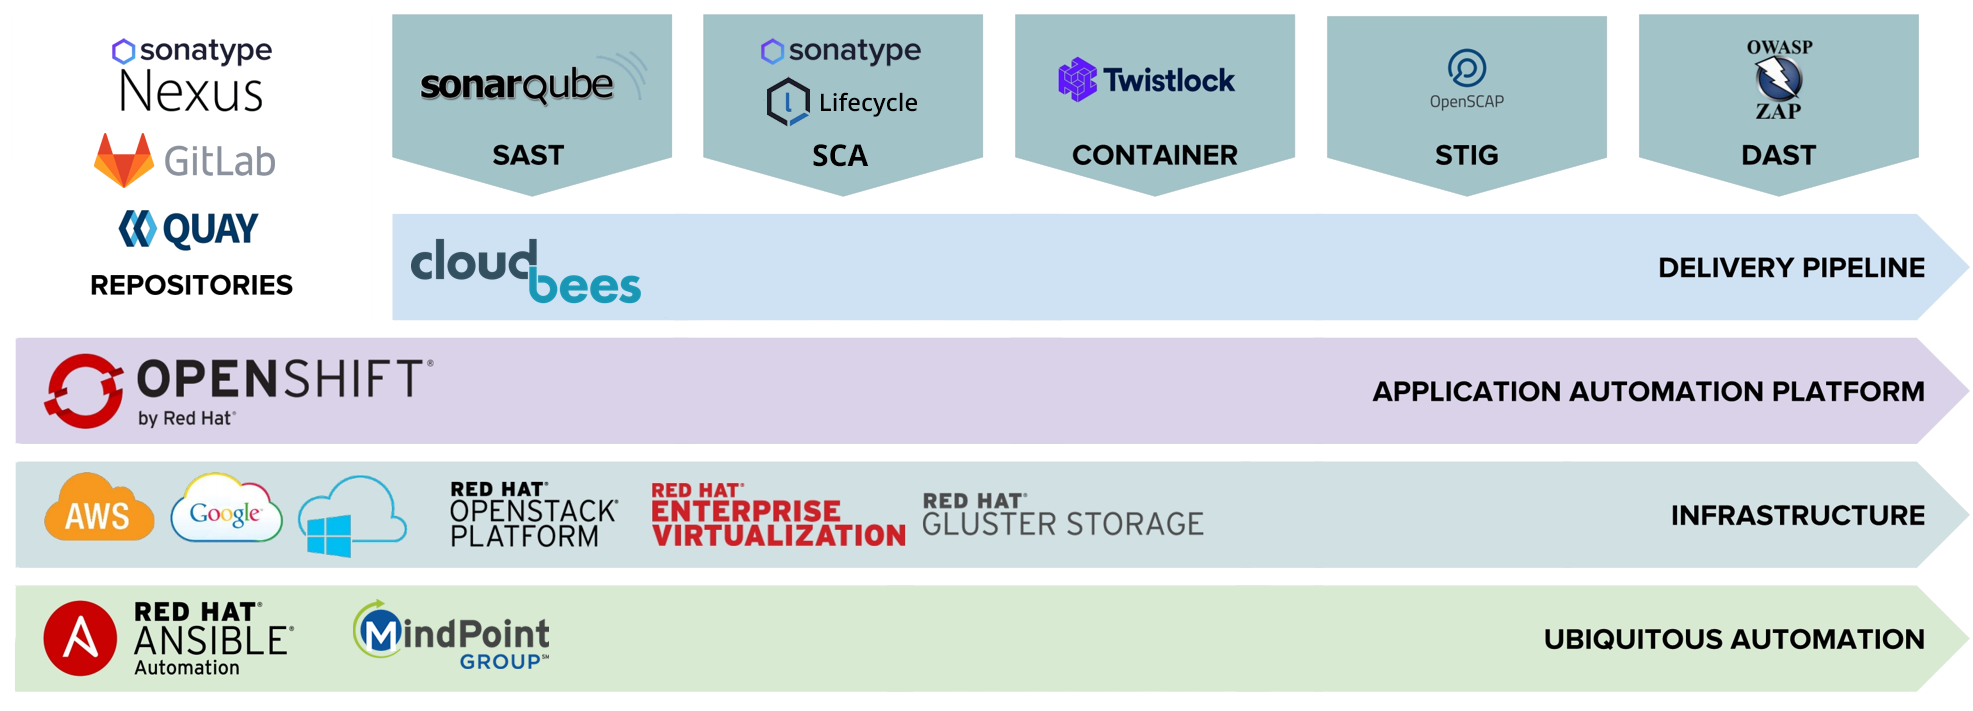 sonatype
Nexus
GitLab
QUAY
REPOSITORIES
sonarqube
SAST
sonatype
Lifecycle
SCA
Twistlock
CONTAINER
OpenSCAP
STIG
OWASP
ZAP
DAST
cloudbees
DELIVERY PIPELINE
OPENSHIFT®
by Red Hat®
APPLICATION AUTOMATION PLATFORM
AWS
Google
RED HAT®
OPENSTACK®
PLATFORM
RED HAT®
ENTERPRISE
VIRTUALIZATION
RED HAT®
GLUSTER STORAGE
INFRASTRUCTURE
A
RED HAT®
ANSIBLE®
Automation
MindPoint
GROUP℠
UBIQUITOUS AUTOMATION